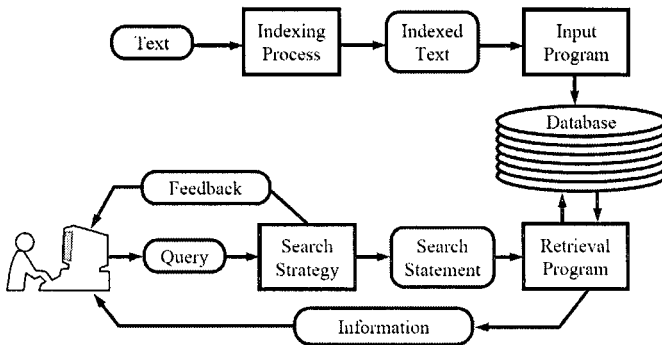 Text
Indexing
Process
Indexed
Text
Input
Program
Database
Feedback
Query
Search
Strategy
Search
Statement
Retrieval
Program
Information